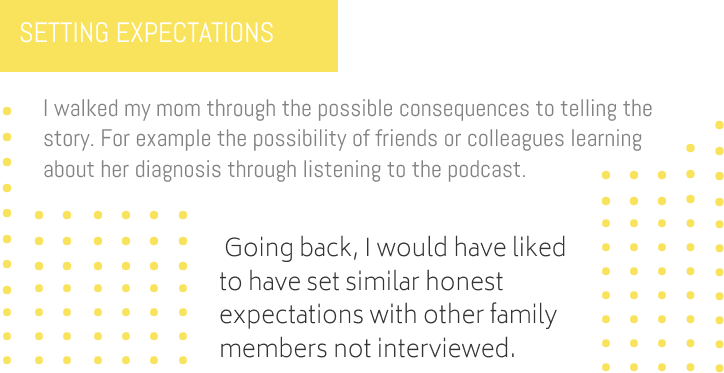 SETTING EXPECTATIONS
I walked my mom through the possible consequences to telling the
story. For example the possibility of friends or colleagues learning
about her diagnosis through listening to the podcast.
Going back, I would have liked
to have set similar honest
expectations with other family
members not interviewed.